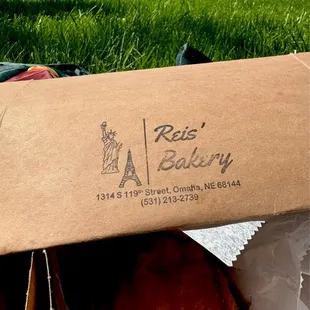 Reis'
Bakery
1314 S 119th Street, Omaha, NE 68144
(531) 213-2739